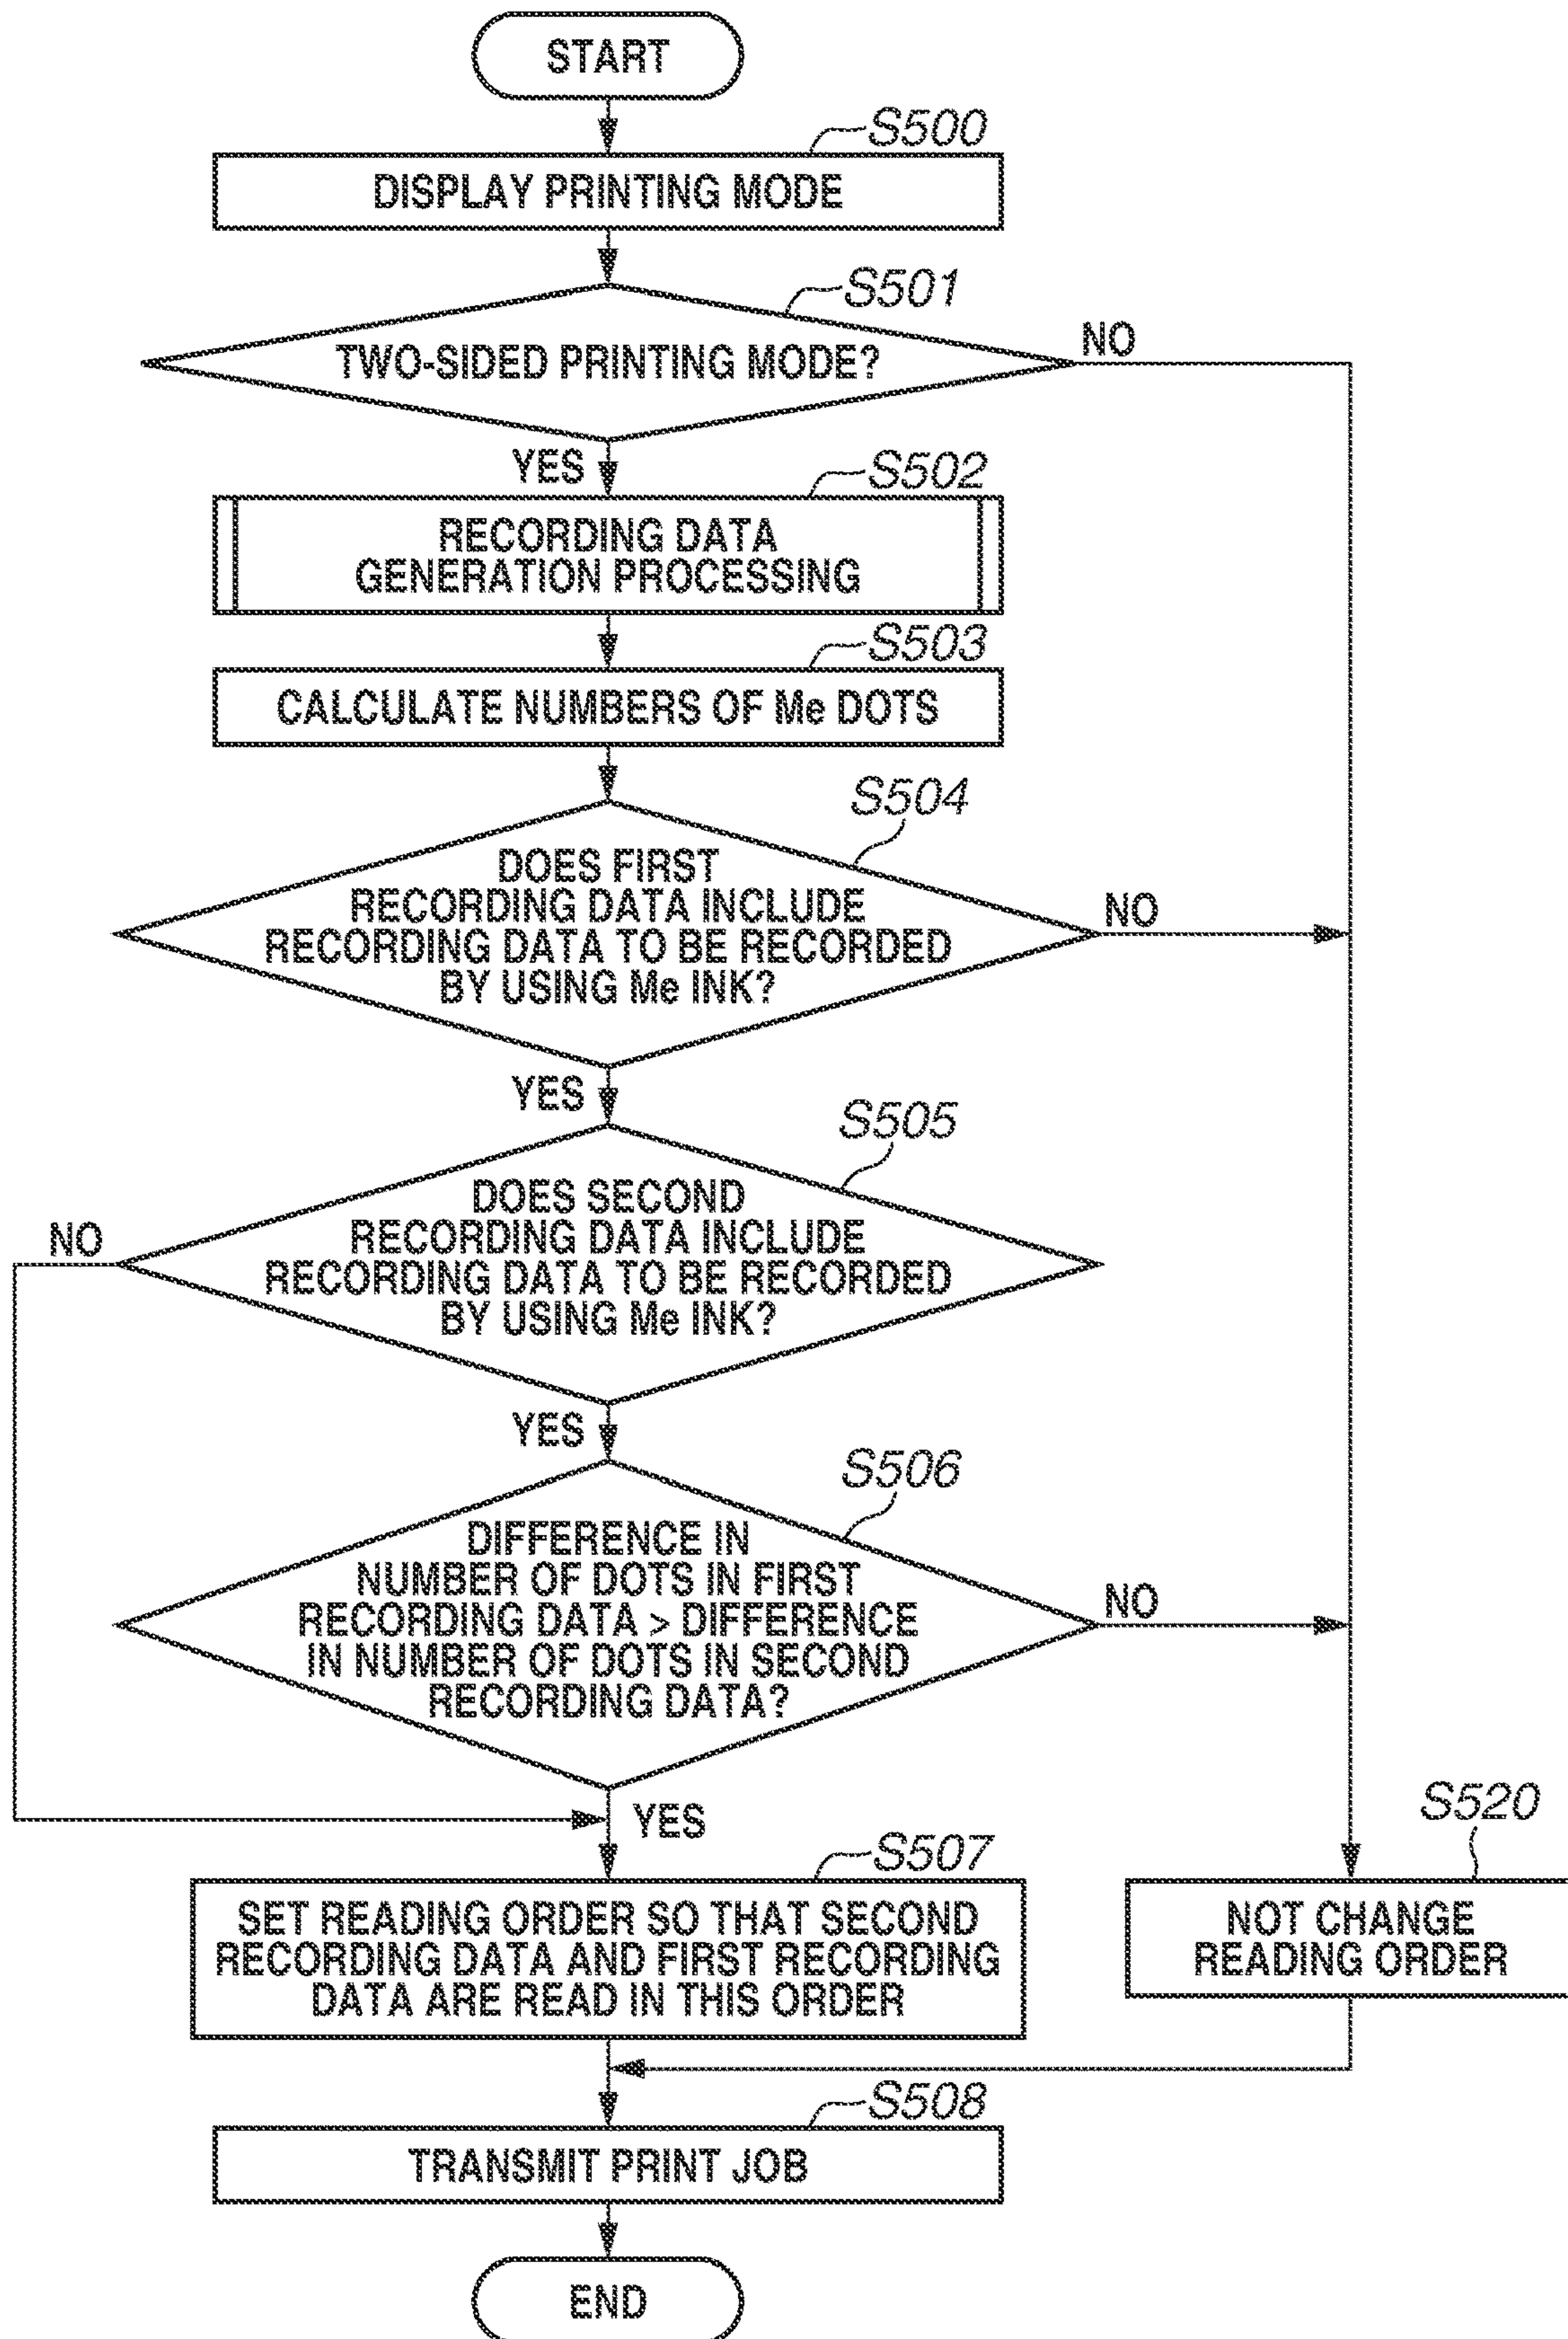 START
S500
DISPLAY PRINTING MODE
S501
TWO-SIDED PRINTING MODE?
NO
YES
S502
RECORDING DATA
GENERATION PROCESSING
S503
CALCULATE NUMBERS OF Me DOTS
S504
DOES FIRST
RECORDING DATA INCLUDE
RECORDING DATA TO BE RECORDED
BY USING Me INK?
NO
YES
S505
DOES SECOND
RECORDING DATA INCLUDE
RECORDING DATA TO BE RECORDED
BY USING Me INK?
NO
YES
S506
DIFFERENCE IN
NUMBER OF DOTS IN FIRST
RECORDING DATA > DIFFERENCE
IN NUMBER OF DOTS IN SECOND
RECORDING DATA?
NO
YES
S507
SET READING ORDER SO THAT SECOND
RECORDING DATA AND FIRST RECORDING
DATA ARE READ IN THIS ORDER
S520
NOT CHANGE
READING ORDER
S508
TRANSMIT PRINT JOB
END